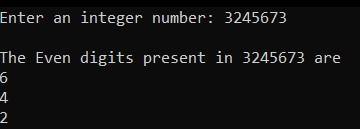 Enter an integer number: 3245673
The Even digits present in 3245673 are
6
4
2